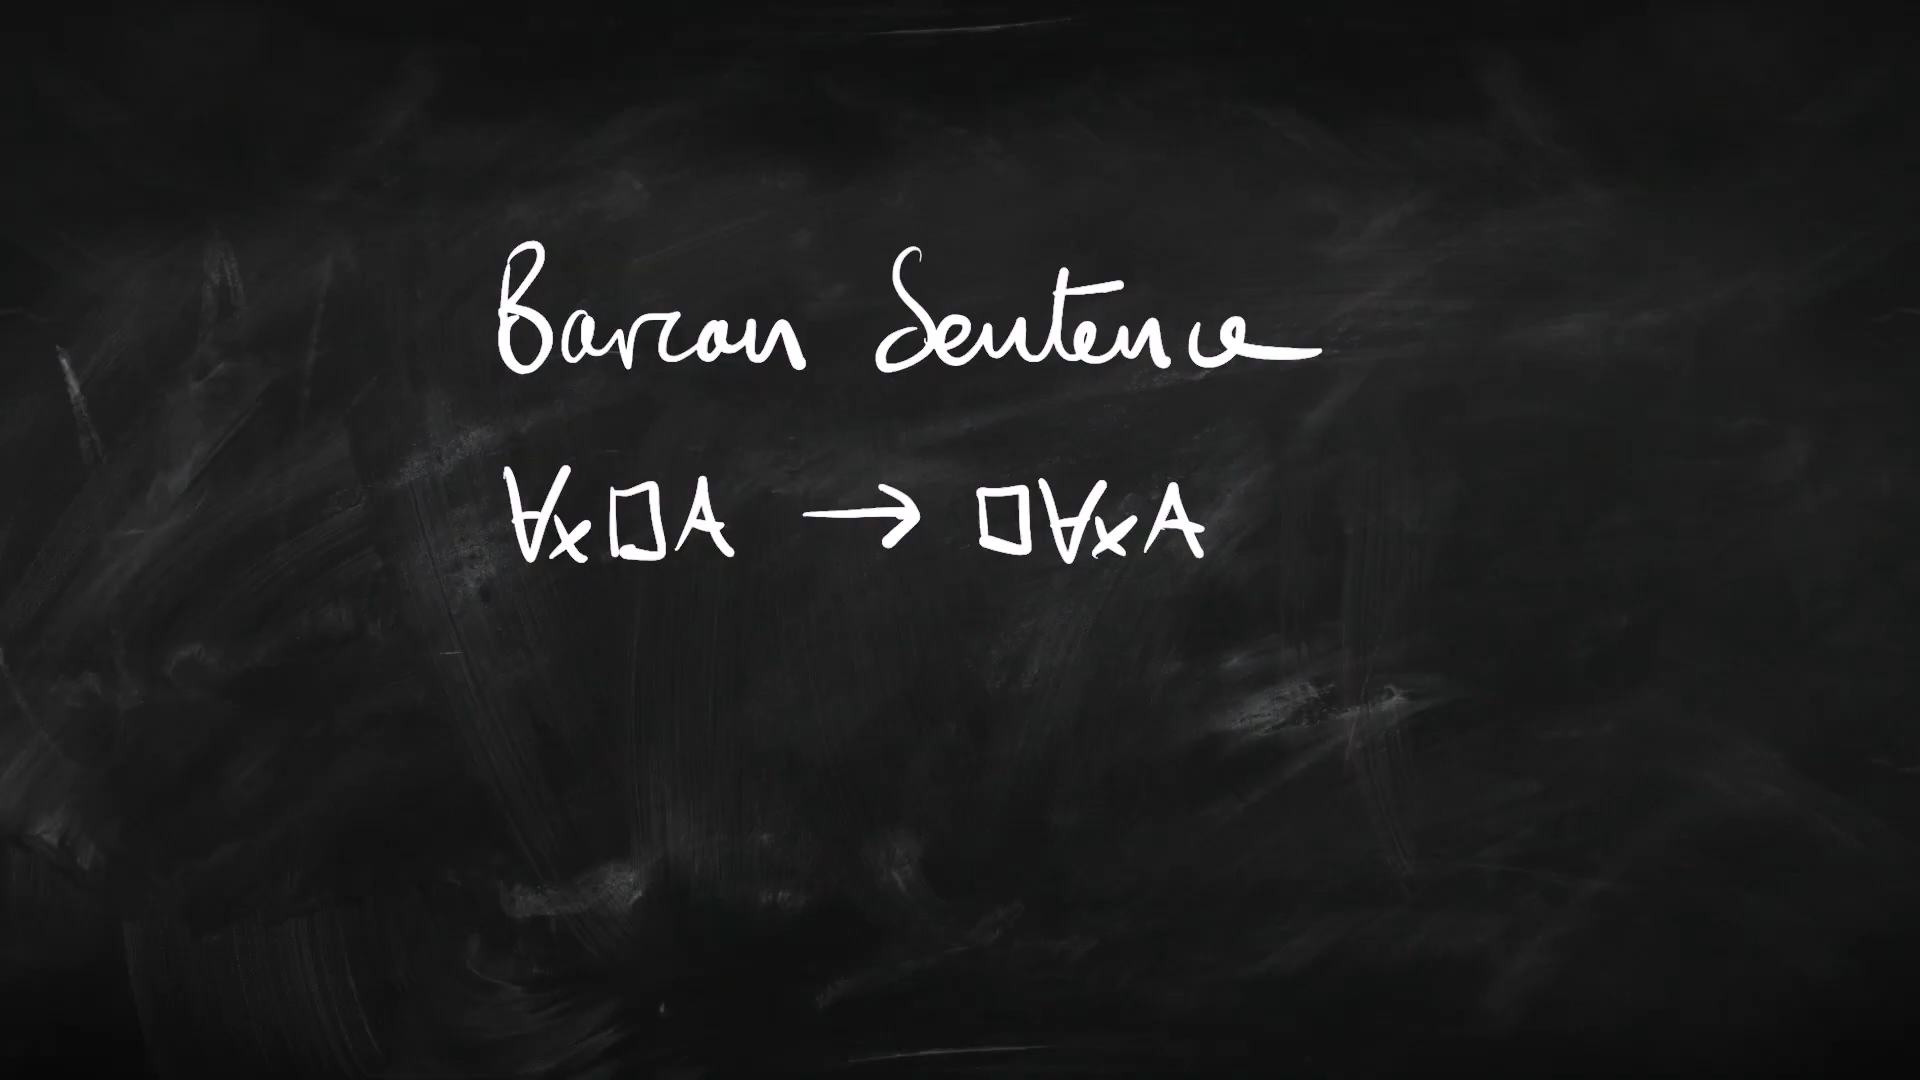 Barcan Sentence
∀x□A → □∀xA